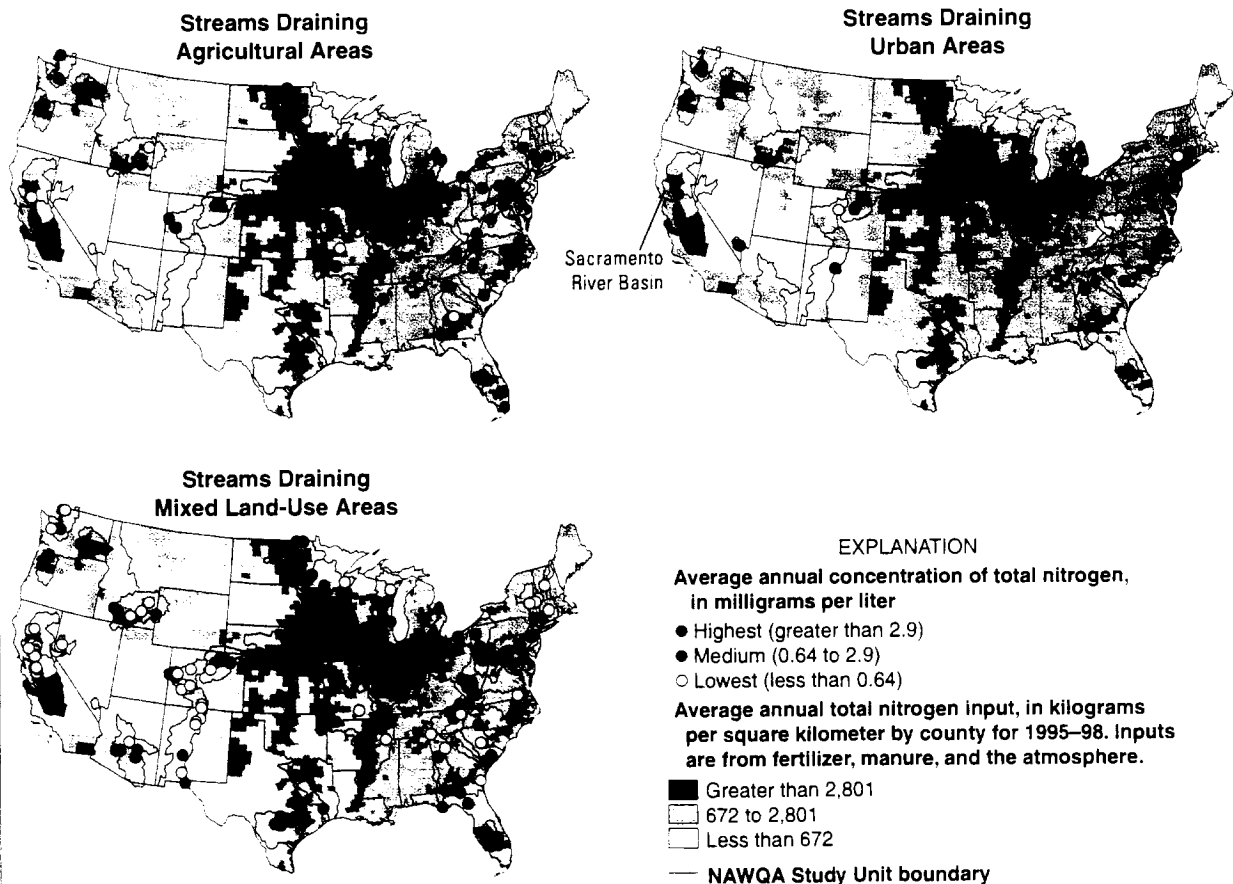 Streams Draining
Agricultural Areas
Streams Draining
Urban Areas
Sacramento
River Basin
Streams Draining
Mixed Land-Use Areas
EXPLANATION
Average annual concentration of total nitrogen,
in milligrams per liter
Highest (greater than 2.9)
Medium (0.64 to 2.9)
Lowest (less than 0.64)
Average annual total nitrogen input, in kilograms
per square kilometer by county for 1995–98. Inputs
are from fertilizer, manure, and the atmosphere.
Greater than 2,801
672 to 2,801
Less than 672
NAWQA Study Unit boundary